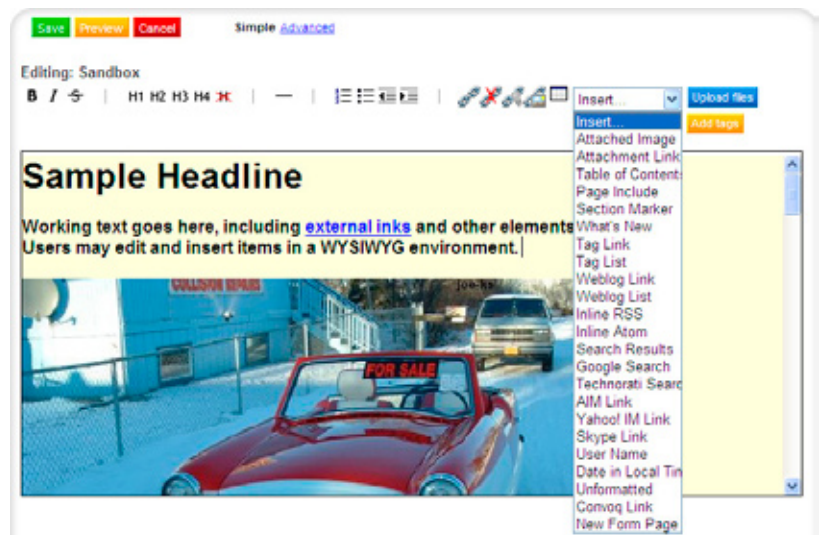 Save Preview Cancel Simple Advanced
Editing: Sandbox
B I S | H1 H2 H3 H4 H | — |
Insert... Upload files
Add tags
Sample Headline
Working text goes here, including external inks and other elements
Users may edit and insert items in a WYSIWYG environment.
COLLISION REPAIRS
FOR SALE
Insert...
Attached Image
Attachment Link
Table of Content
Page Include
Section Marker
What's New
Tag Link
Tag List
Weblog Link
Weblog List
Inline RSS
Inline Atom
Search Results
Google Search
Technorati Searc
AIM Link
Yahoo! IM Link
Skype Link
User Name
Date in Local Tim
Unformatted
Convoq Link
New Form Page